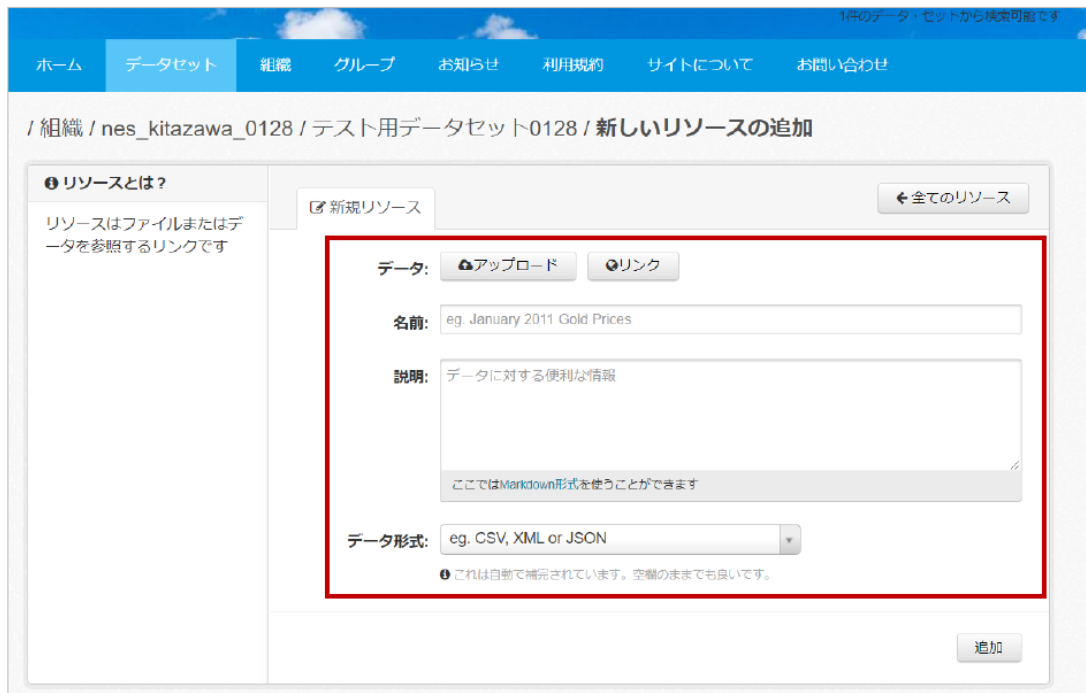 1件のデータ・セットから検索可能です
ホーム データセット 組織 グループ お知らせ 利用規約 サイトについて お問い合わせ
/ 組織 / nes_kitazawa_0128 / テスト用データセット0128 / 新しいリソースの追加
リソースとは?
リソースはファイルまたはデ
ータを参照するリンクです
新規リソース
全てのリソース
データ: アップロード リンク
名前: eg. January 2011 Gold Prices
説明: データに対する便利な情報
ここではMarkdown形式を使うことができます
データ形式: eg. CSV, XML or JSON
これは自動で補完されています。空欄のままでも良いです。
追加